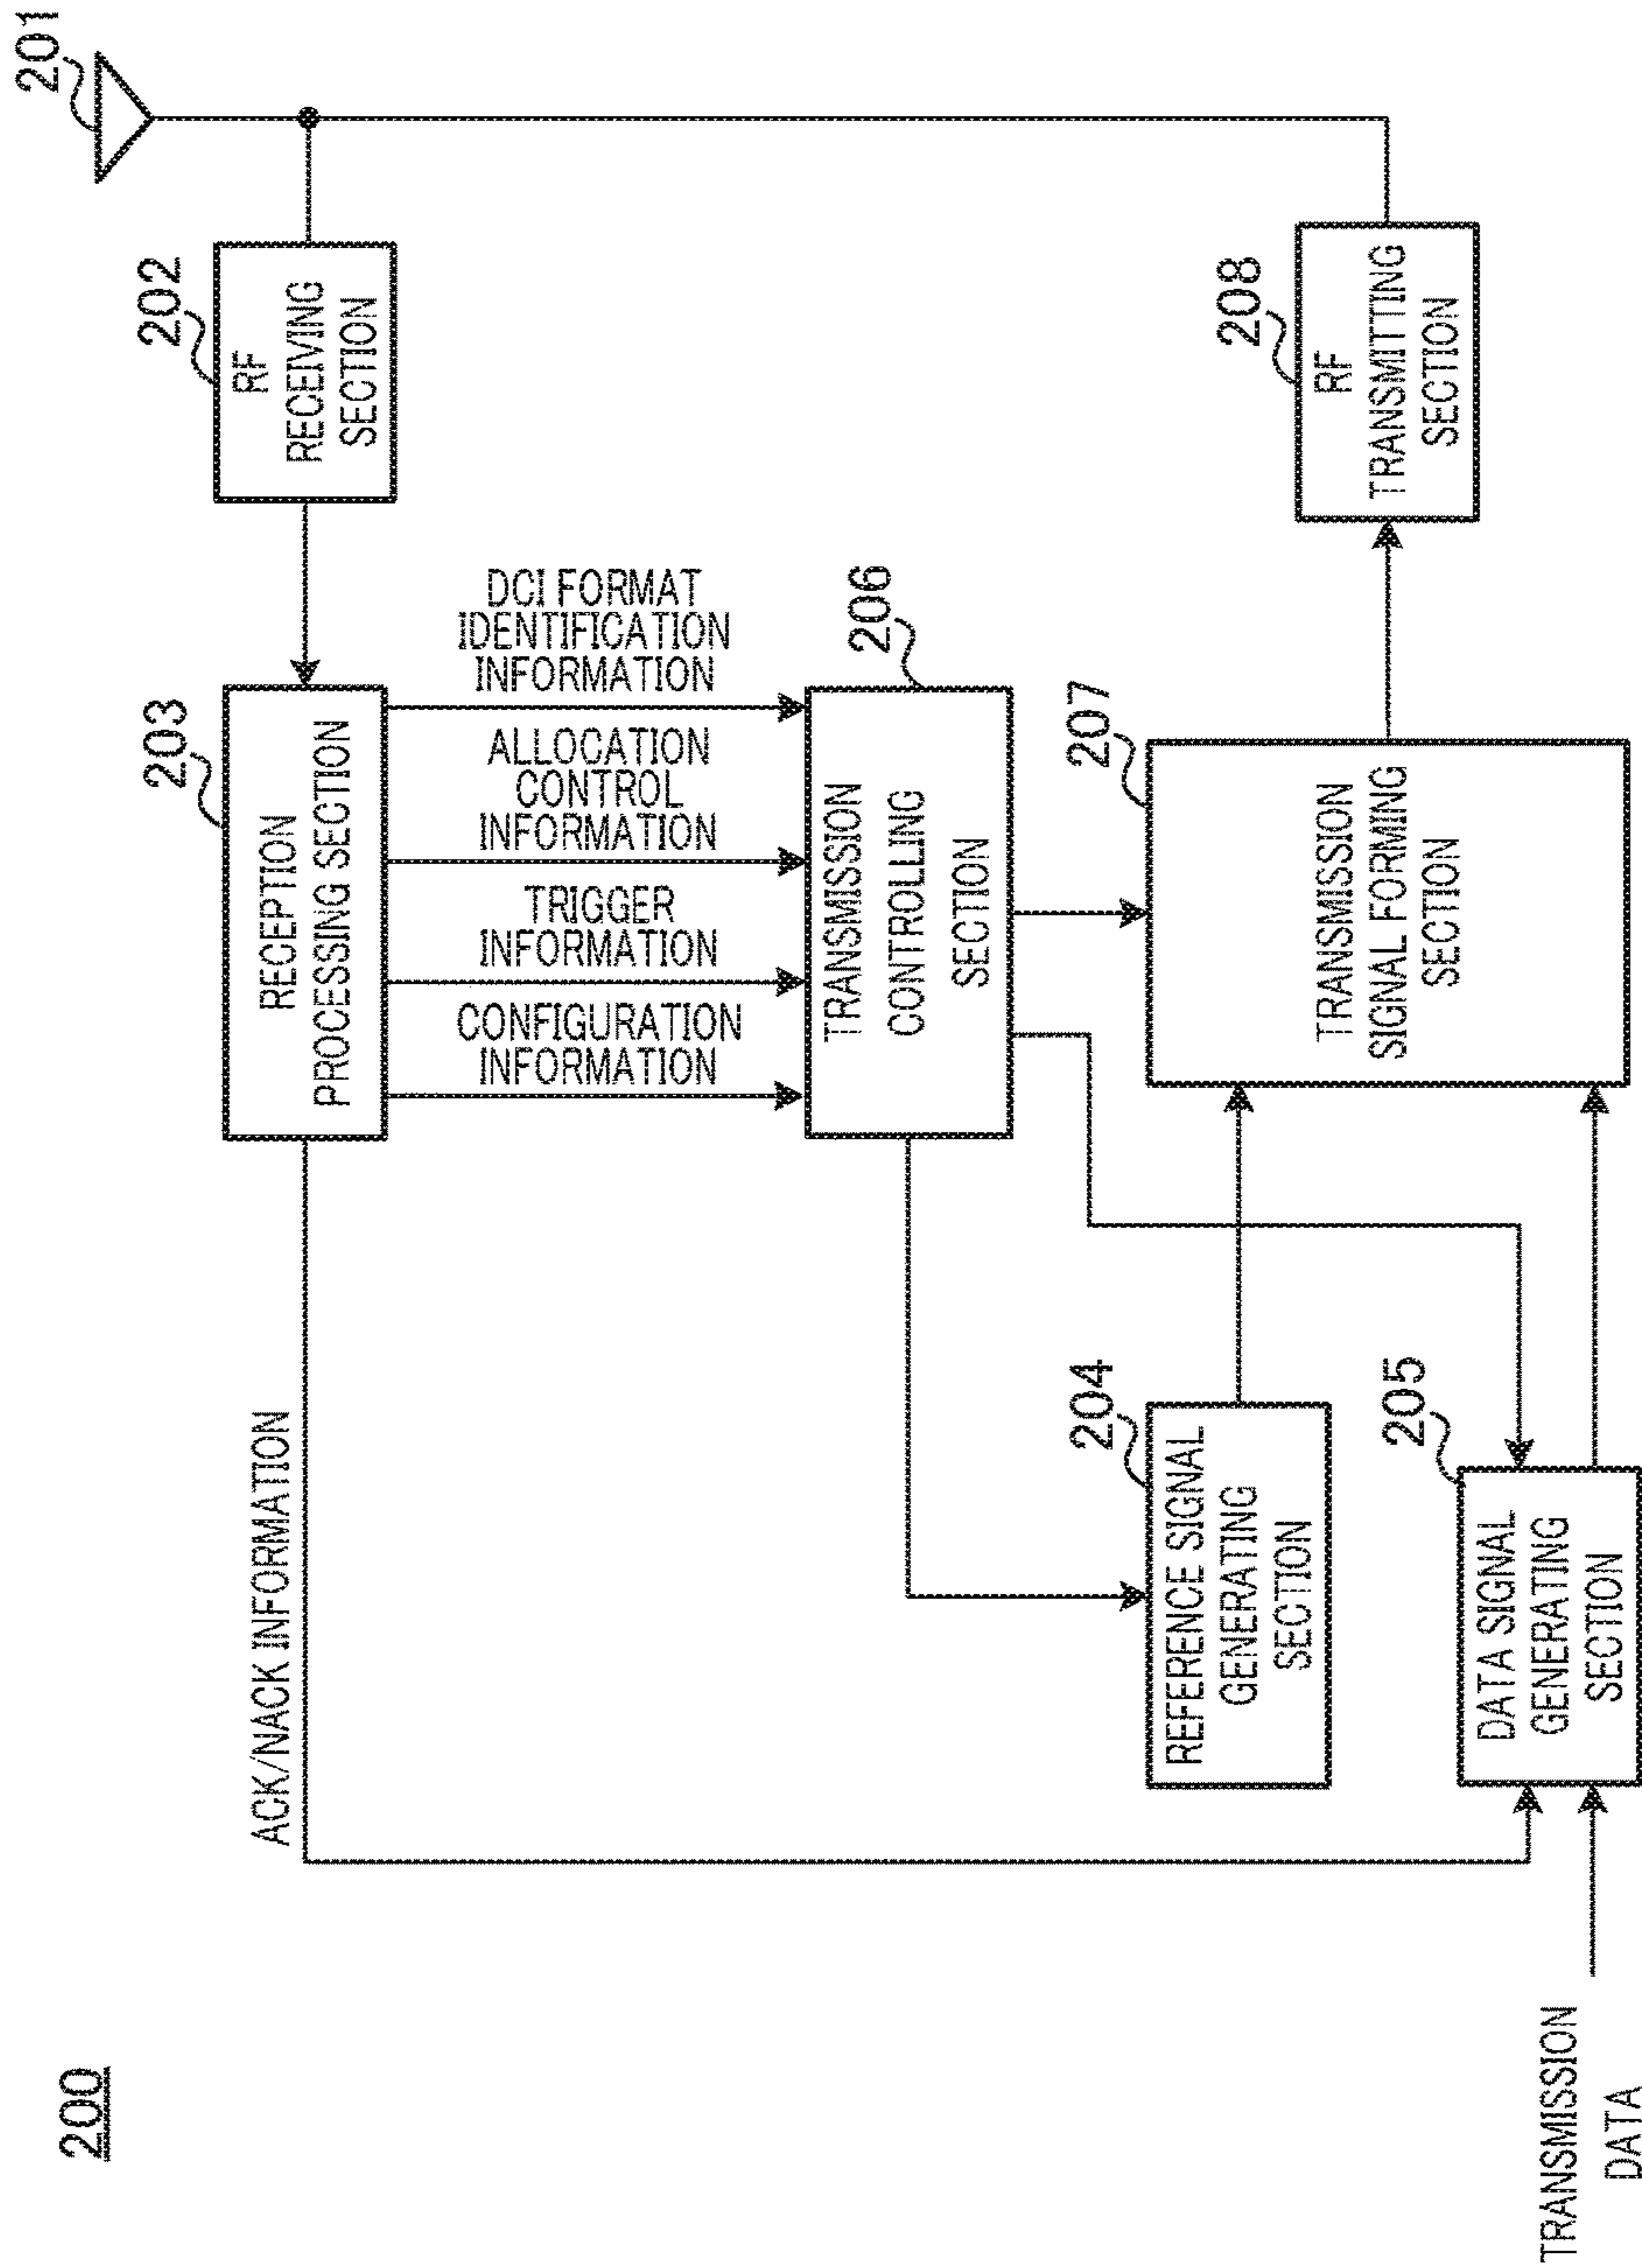 200
201
202
RF
RECEIVING
SECTION
203
RECEPTION
PROCESSING SECTION
ACK/NACK INFORMATION
DCI FORMAT
IDENTIFICATION
INFORMATION
ALLOCATION
CONTROL
INFORMATION
TRIGGER
INFORMATION
CONFIGURATION
INFORMATION
206
TRANSMISSION
CONTROLLING
SECTION
204
REFERENCE SIGNAL
GENERATING
SECTION
207
TRANSMISSION
SIGNAL FORMING
SECTION
208
RF
TRANSMITTING
SECTION
205
DATA SIGNAL
GENERATING
SECTION
TRANSMISSION
DATA